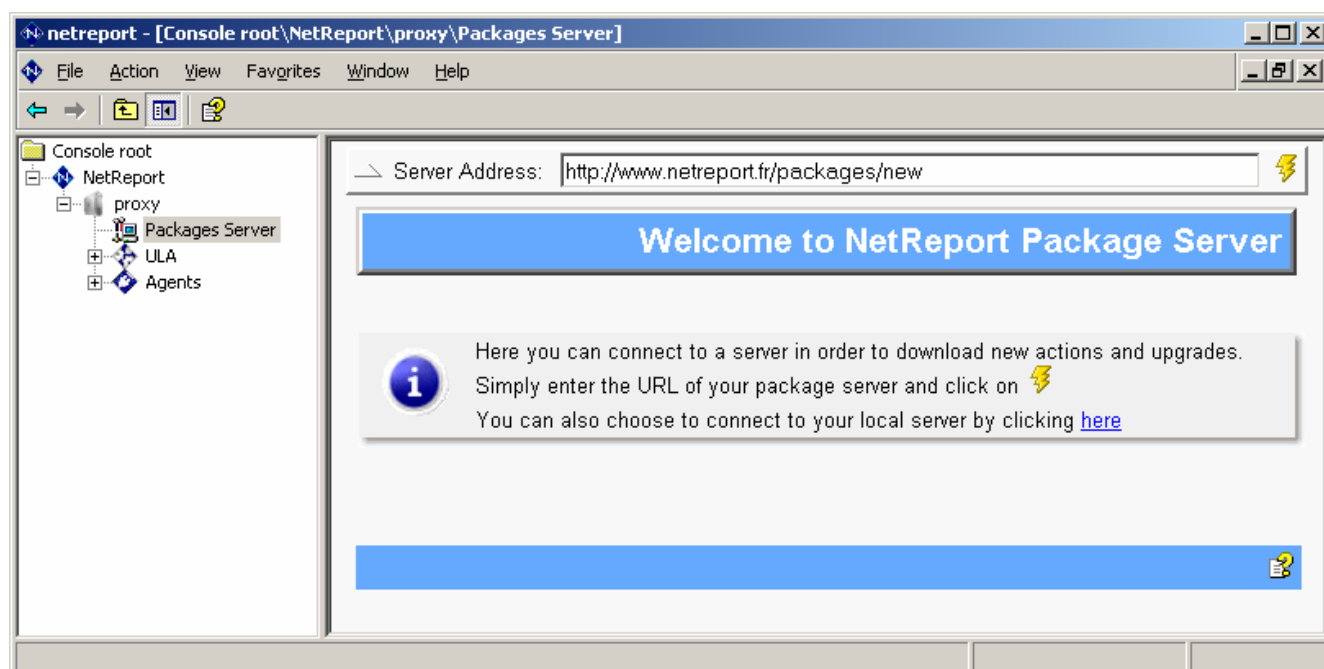 netreport - [Console root\NetReport\proxy\Packages Server]
File Action View Favorites Window Help
Console root
NetReport
proxy
Packages Server
ULA
Agents
Server Address: http://www.netreport.fr/packages/new
Welcome to NetReport Package Server
Here you can connect to a server in order to download new actions and upgrades.
Simply enter the URL of your package server and click on
You can also choose to connect to your local server by clicking here